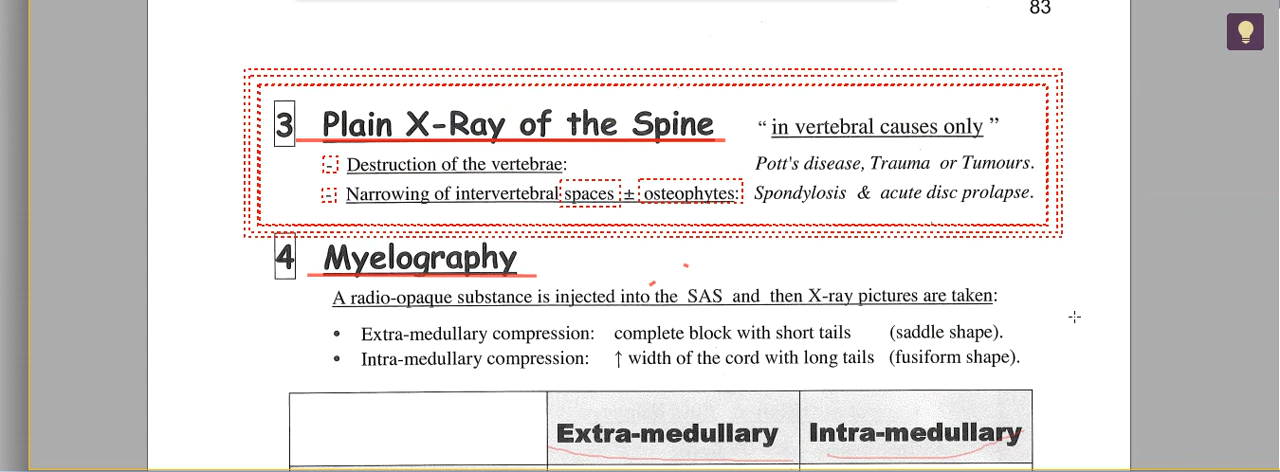 83
3 Plain X-Ray of the Spine “ in vertebral causes only ”
- Destruction of the vertebrae: Pott's disease, Trauma or Tumours.
- Narrowing of intervertebral spaces ± osteophytes: Spondylosis & acute disc prolapse.
4 Myelography
A radio-opaque substance is injected into the SAS and then X-ray pictures are taken:
• Extra-medullary compression: complete block with short tails (saddle shape).
• Intra-medullary compression: ↑ width of the cord with long tails (fusiform shape).
Extra-medullary Intra-medullary